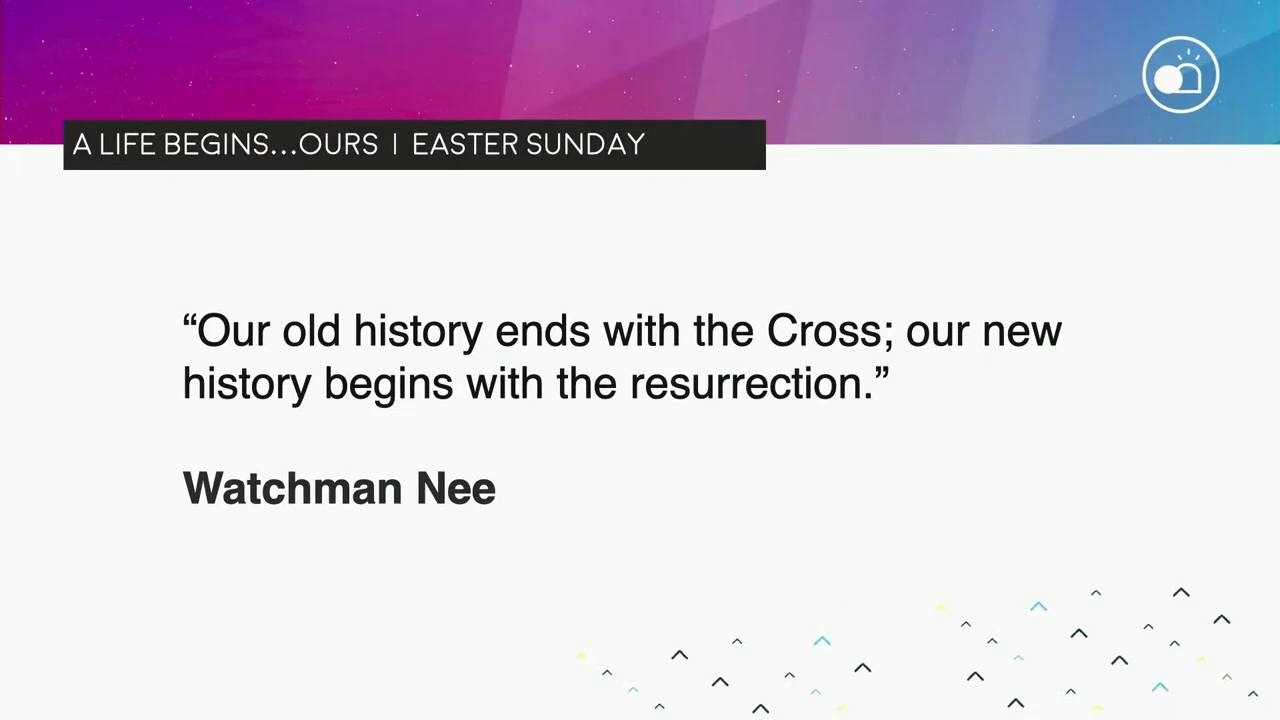 A LIFE BEGINS...OURS | EASTER SUNDAY
“Our old history ends with the Cross; our new
history begins with the resurrection.”
Watchman Nee